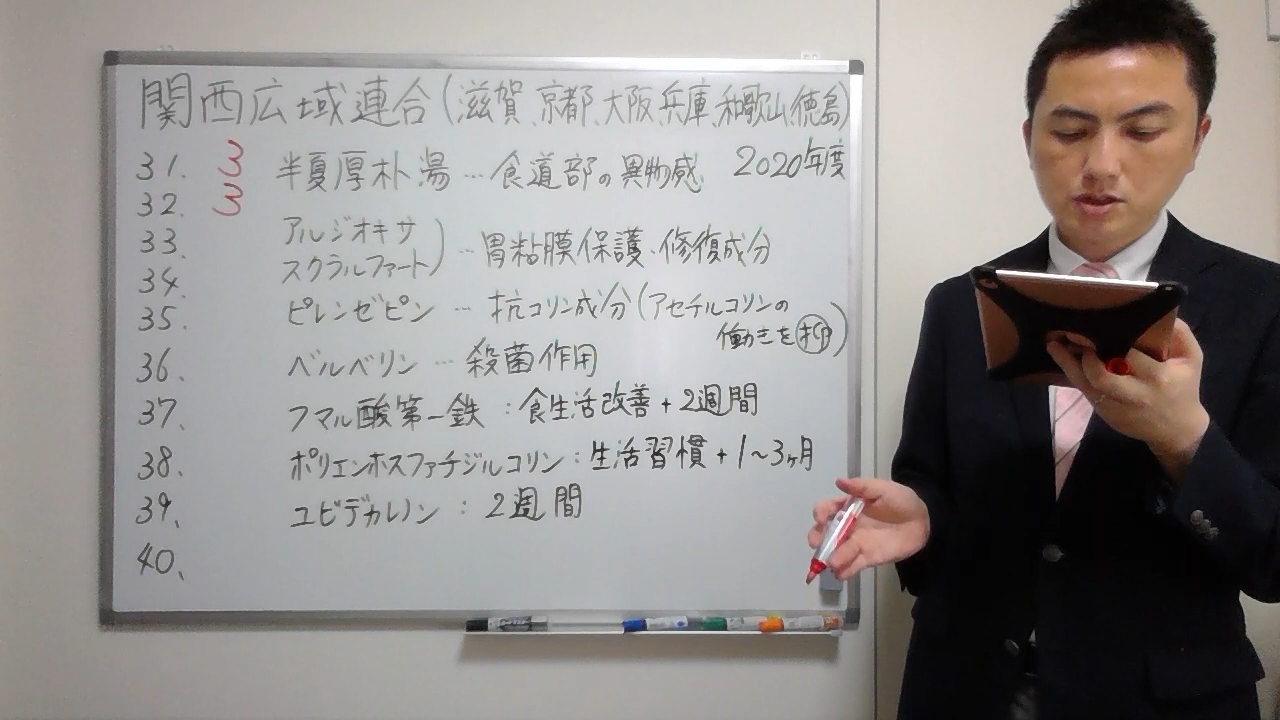 関西広域連合(滋賀、京都、大阪、兵庫、和歌山、徳島)
2020年度
31. 3 半夏厚朴湯…食道部の異物感
32. 3
33. アルジオキサ
34. スクラルファート)…胃粘膜保護、修復成分
35. ピレンゼピン…抗コリン成分(アセチルコリンの
働きを抑)
36. ベルベリン…殺菌作用
37. フマル酸第一鉄:食生活改善+2週間
38. ポリエンホスファチジルコリン:生活習慣+1~3ヶ月
39. ユビデカレノン:2週間
40.